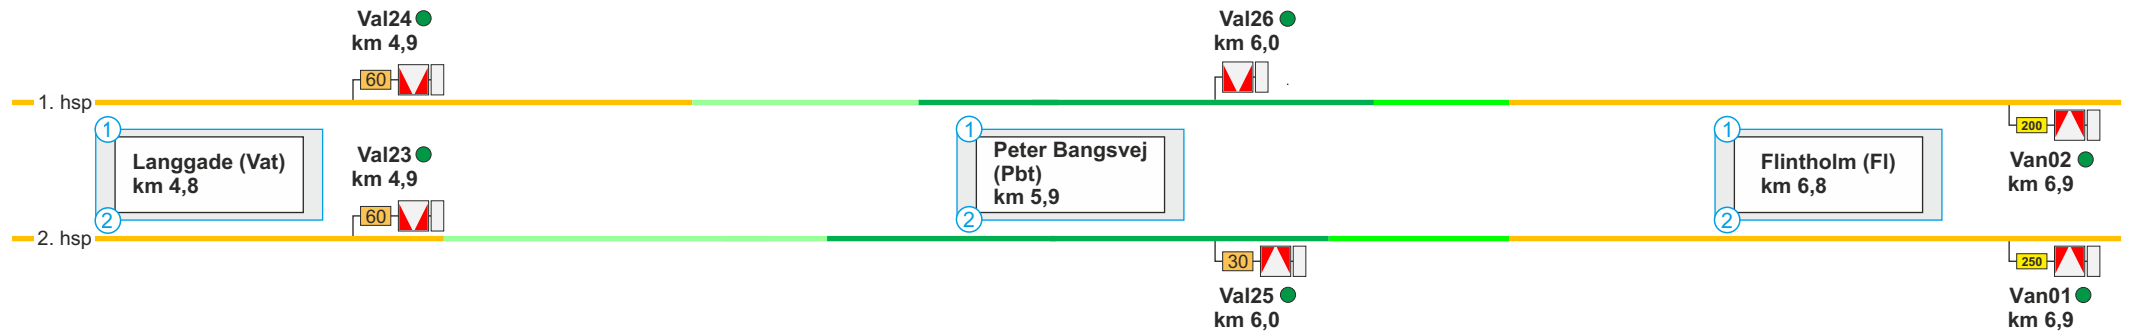 Val24
km 4,9
60
Val26
km 6,0
1. hsp
1
Langgade (Vat)
km 4,8
2
Val23
km 4,9
60
1
Peter Bangsvej
(Pbt)
km 5,9
2
1
Flintholm (Fl)
km 6,8
2
200
Van02
km 6,9
2. hsp
30
Val25
km 6,0
250
Van01
km 6,9